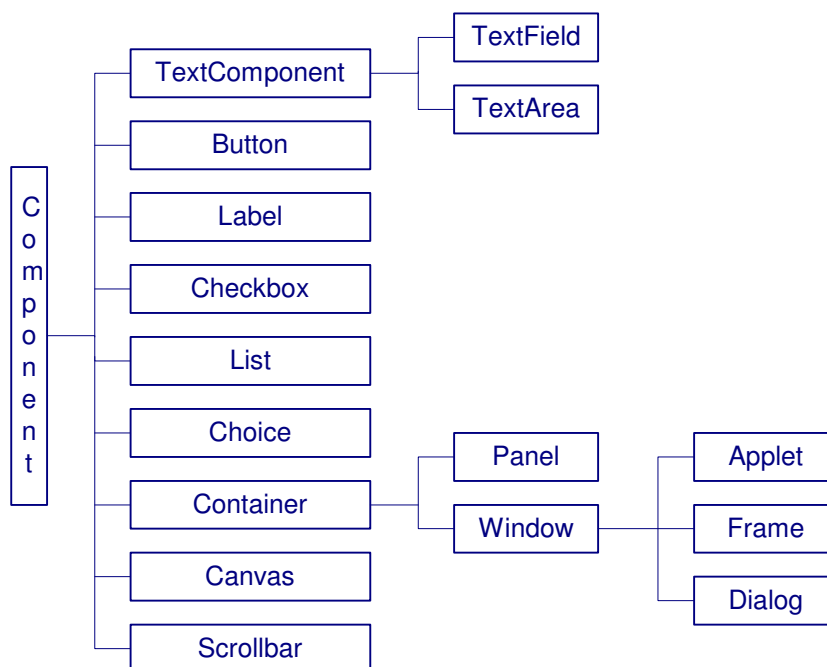 Component
TextComponent
TextField
TextArea
Button
Label
Checkbox
List
Choice
Container
Panel
Window
Applet
Frame
Dialog
Canvas
Scrollbar